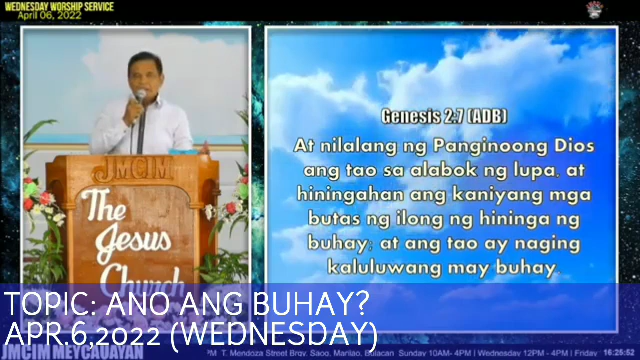 WEDNESDAY WORSHIP SERVICE
April 06, 2022
JMCIM
The
Jesus
Church
Genesis 2:7 (ADB)
At nilalang ng Panginoong Dios
ang tao sa alabok ng lupa, at
hiningahan ang kaniyang mga
butas ng ilong ng hininga ng
buhay; at ang tao ay naging
kaluluwang may buhay.
TOPIC: ANO ANG BUHAY?
APR.6,2022 (WEDNESDAY)
JMCIM MEYCAUAYAN
PM T. Mendoza Street Brgy. Saog, Marilao, Bulacan Sunday 10AM- 4PM | Wednesday 12PM - 4PM | Friday
16:26:52